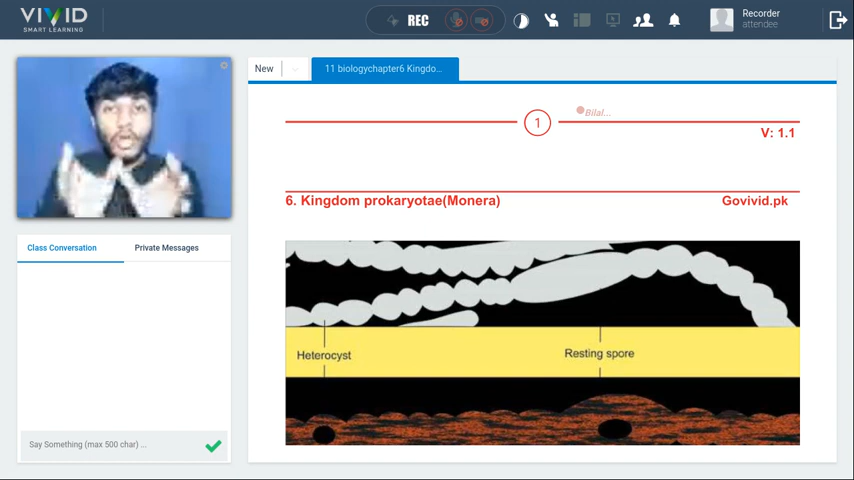 VIVID
SMART LEARNING
REC
Recorder
attendee
New
11 biologychapter6 Kingdo...
Class Conversation
Private Messages
Say Something (max 500 char) ...
1
Bilal...
V: 1.1
6. Kingdom prokaryotae(Monera)
Govivid.pk
Heterocyst
Resting spore